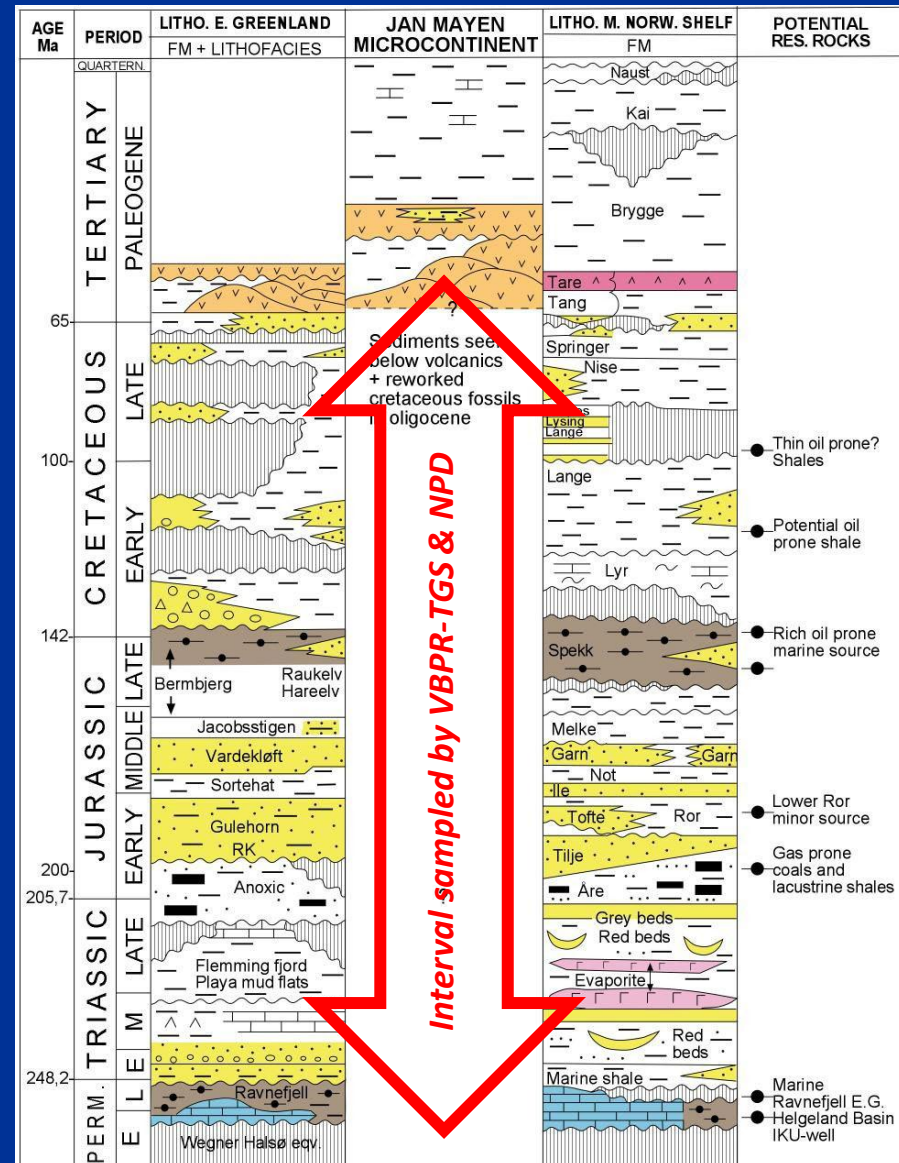 AGE
Ma
PERIOD
LITHO. E. GREENLAND
FM + LITHOFACIES
JAN MAYEN
MICROCONTINENT
LITHO. M. NORW. SHELF
FM
POTENTIAL
RES. ROCKS
QUARTERN.
TERTIARY
PALEOGENE
65
CRETACEOUS
LATE
100
EARLY
142
JURASSIC
LATE
MIDDLE
EARLY
200
205,7
TRIASSIC
LATE
M
E
248,2
PERM.
L
E
Bermbjerg
Raukelv
Hareelv
Jacobsstigen
Vardekløft
Sortehat
Gulehorn
RK
Anoxic
Flemming fjord
Playa mud flats
Ravnefjell
Wegner Halsø eqv.
?
Sediments seen
below volcanics
+ reworked
cretaceous fossils
oligocene
Interval sampled by VBPR-TGS & NPD
Naust
Kai
Brygge
Tare
Tang
Springer
Nise
Lysing
Lange
Lange
Lyr
Spekk
Melke
Garn
Garn
Not
Ile
Tofte
Ror
Tilje
Åre
Grey beds
Red beds
Evaporite
Red
beds
Marine shale
Thin oil prone?
Shales
Potential oil
prone shale
Rich oil prone
marine source
Lower Ror
minor source
Gas prone
coals and
lacustrine shales
Marine
Ravnefjell E.G.
Helgeland Basin
IKU-well